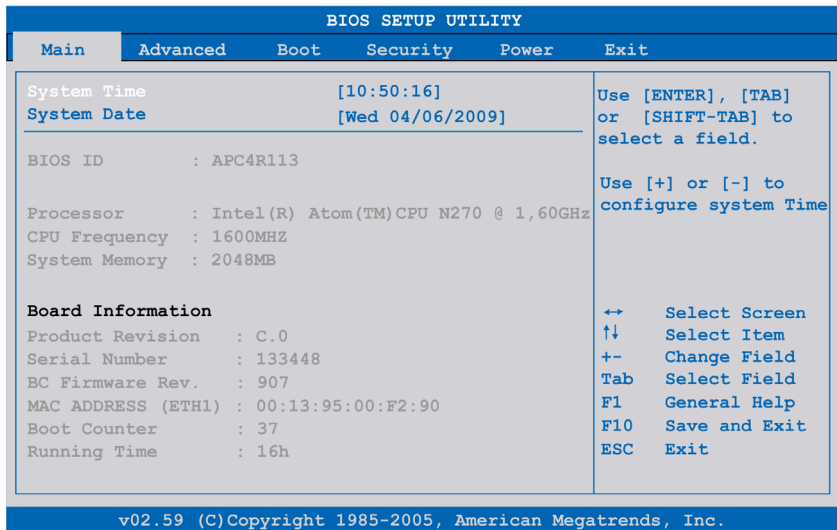 BIOS SETUP UTILITY
Main Advanced Boot Security Power Exit
System Time [10:50:16]
System Date [Wed 04/06/2009]
BIOS ID : APC4R113
Processor : Intel(R) Atom(TM)CPU N270 @ 1,60GHz
CPU Frequency : 1600MHZ
System Memory : 2048MB
Board Information
Product Revision : C.0
Serial Number : 133448
BC Firmware Rev. : 907
MAC ADDRESS (ETH1) : 00:13:95:00:F2:90
Boot Counter : 37
Running Time : 16h
Use [ENTER], [TAB]
or [SHIFT-TAB] to
select a field.
Use [+] or [-] to
configure system Time
↔ Select Screen
↑↓ Select Item
+- Change Field
Tab Select Field
F1 General Help
F10 Save and Exit
ESC Exit
v02.59 (C)Copyright 1985-2005, American Megatrends, Inc.